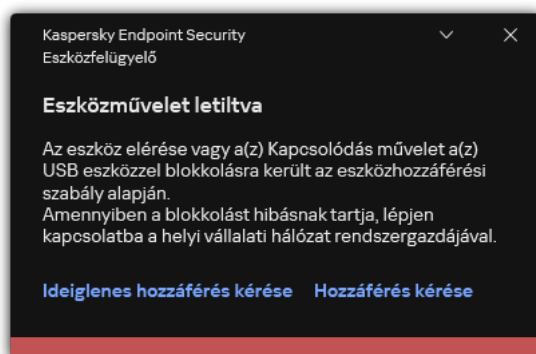 Kaspersky Endpoint Security
Eszközfelügyelő
Eszközművelet letiltva
Az eszköz elérése vagy a(z) Kapcsolódás művelet a(z)
USB eszközzel blokkolásra került az eszközhozzáférési
szabály alapján.
Amennyiben a blokkolást hibásnak tartja, lépjen
kapcsolatba a helyi vállalati hálózat rendszergazdájával.
Ideiglenes hozzáférés kérése Hozzáférés kérése